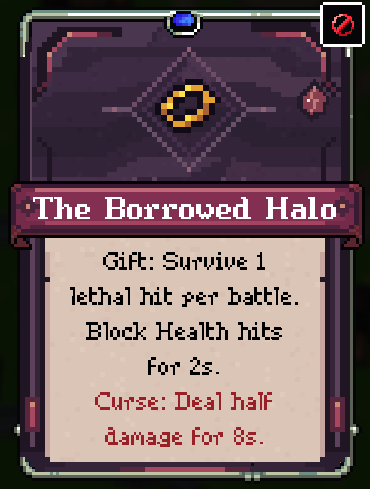 The Borrowed Halo
Gift: Survive 1
lethal hit per battle.
Block Health hits
for 2s.
Curse: Deal half
damage for 8s.